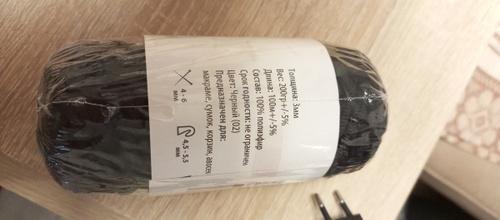 Толщина: 3мм
Вес: 200гр+/-5%
Длина: 100м+/-5%
Состав: 100% полиэфир
Срок годности: не ограничен
Цвет: Черный (02)
Предназначен для:
макраме, сумок, корзин, авосек
4 - 6
мм
4,5 - 5,5
мм